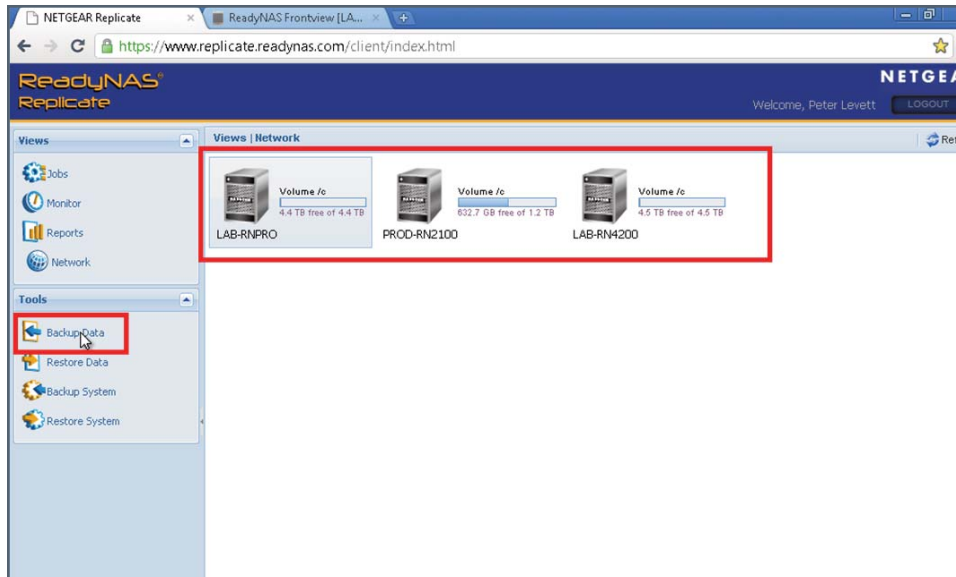 NETGEAR Replicate
ReadyNAS Frontview [LA...
https://www.replicate.readynas.com/client/index.html
ReadyNAS®
Replicate
NETGEA
Welcome, Peter Levett
LOGOUT
Views
Jobs
Monitor
Reports
Network
Tools
Backup Data
Restore Data
Backup System
Restore System
Views | Network
Ref
Volume /c
4.4 TB free of 4.4 TB
LAB-RNPRO
Volume /c
632.7 GB free of 1.2 TB
PROD-RN2100
Volume /c
4.5 TB free of 4.5 TB
LAB-RN4200